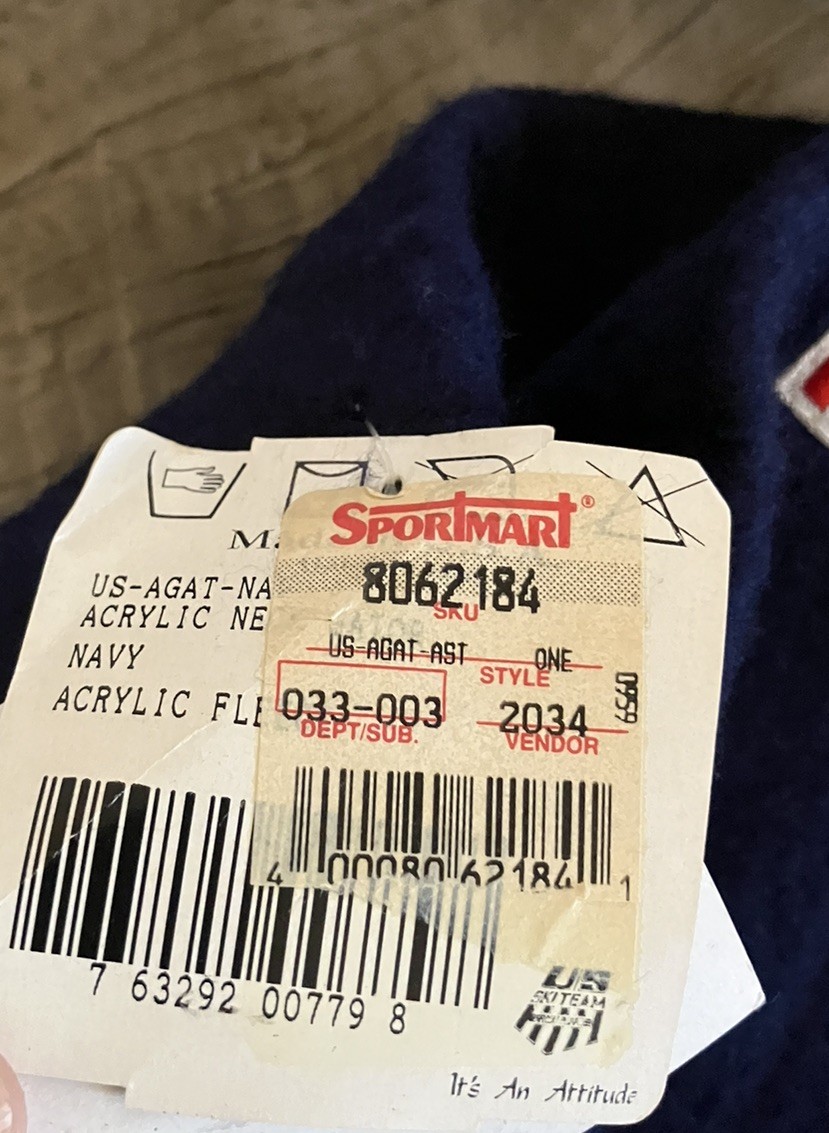 SPORTMART®
8062184
SKU
US-AGAT-NA
US-AGAT-AST ONE
STYLE
ACRYLIC NE
NAVY
ACRYLIC FLE
033-003 2034
DEPT/SUB. VENDOR
4 00080 62184 1
7 63292 00779 8
US
SKI TEAM
It's An Attitude